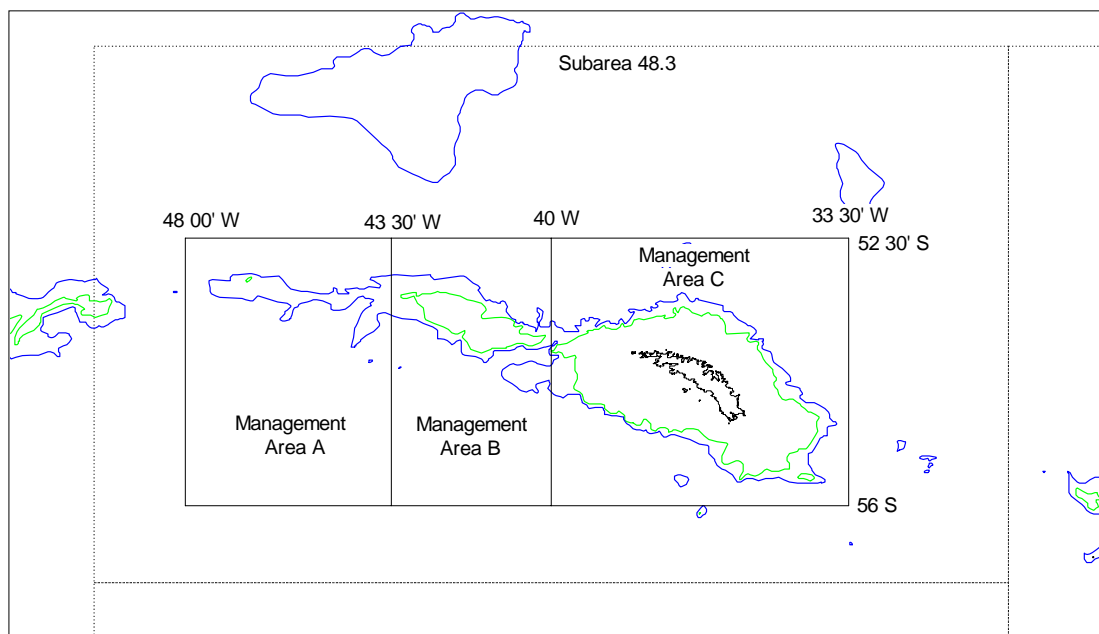 Subarea 48.3
48 00' W
43 30' W
40 W
33 30' W
52 30' S
Management
Area C
Management
Area A
Management
Area B
56 S